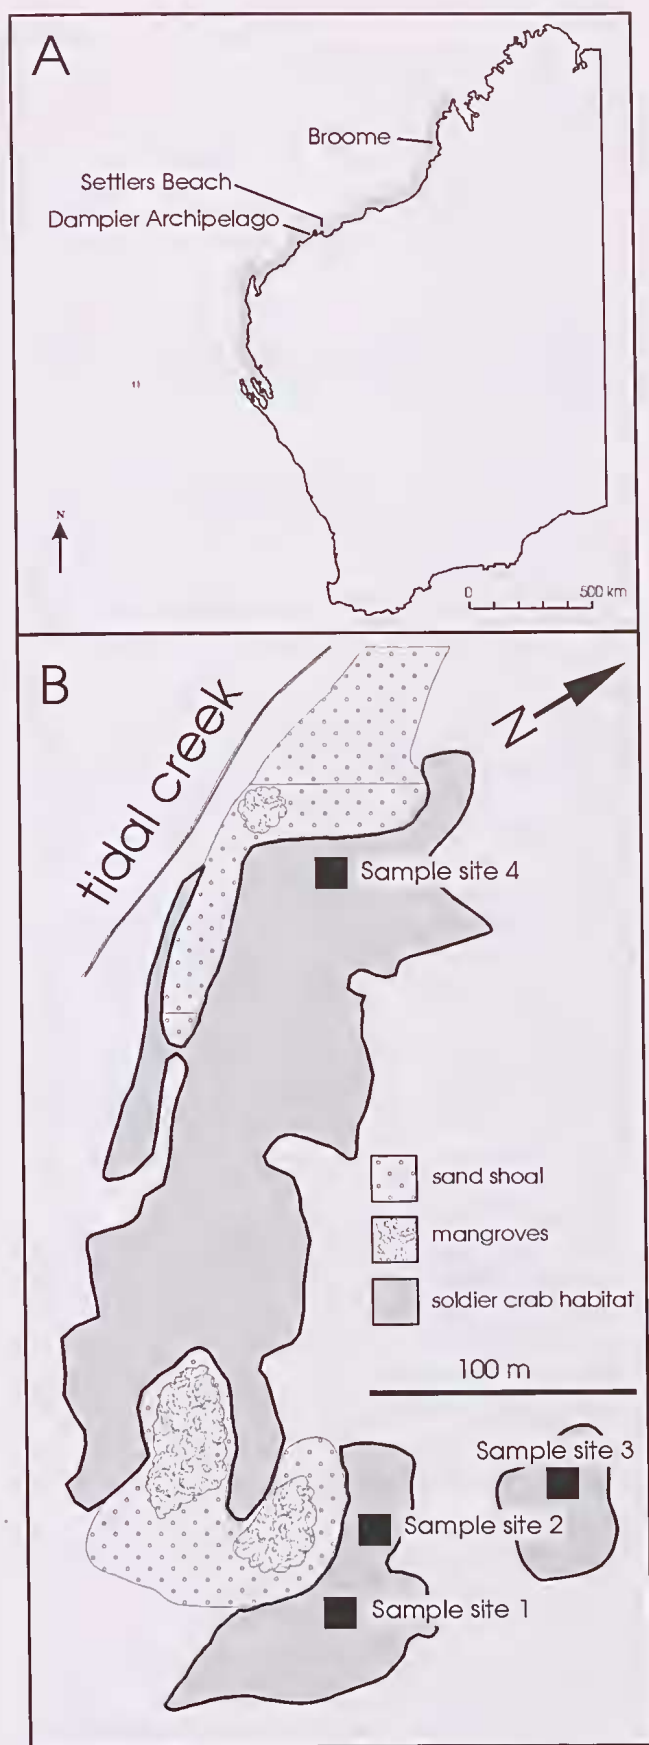 A
Broome
Settlers Beach
Dampier Archipelago
N
0 500 km
B
N
tidal creek
Sample site 4
sand shoal
mangroves
soldier crab habitat
100 m
Sample site 3
Sample site 2
Sample site 1